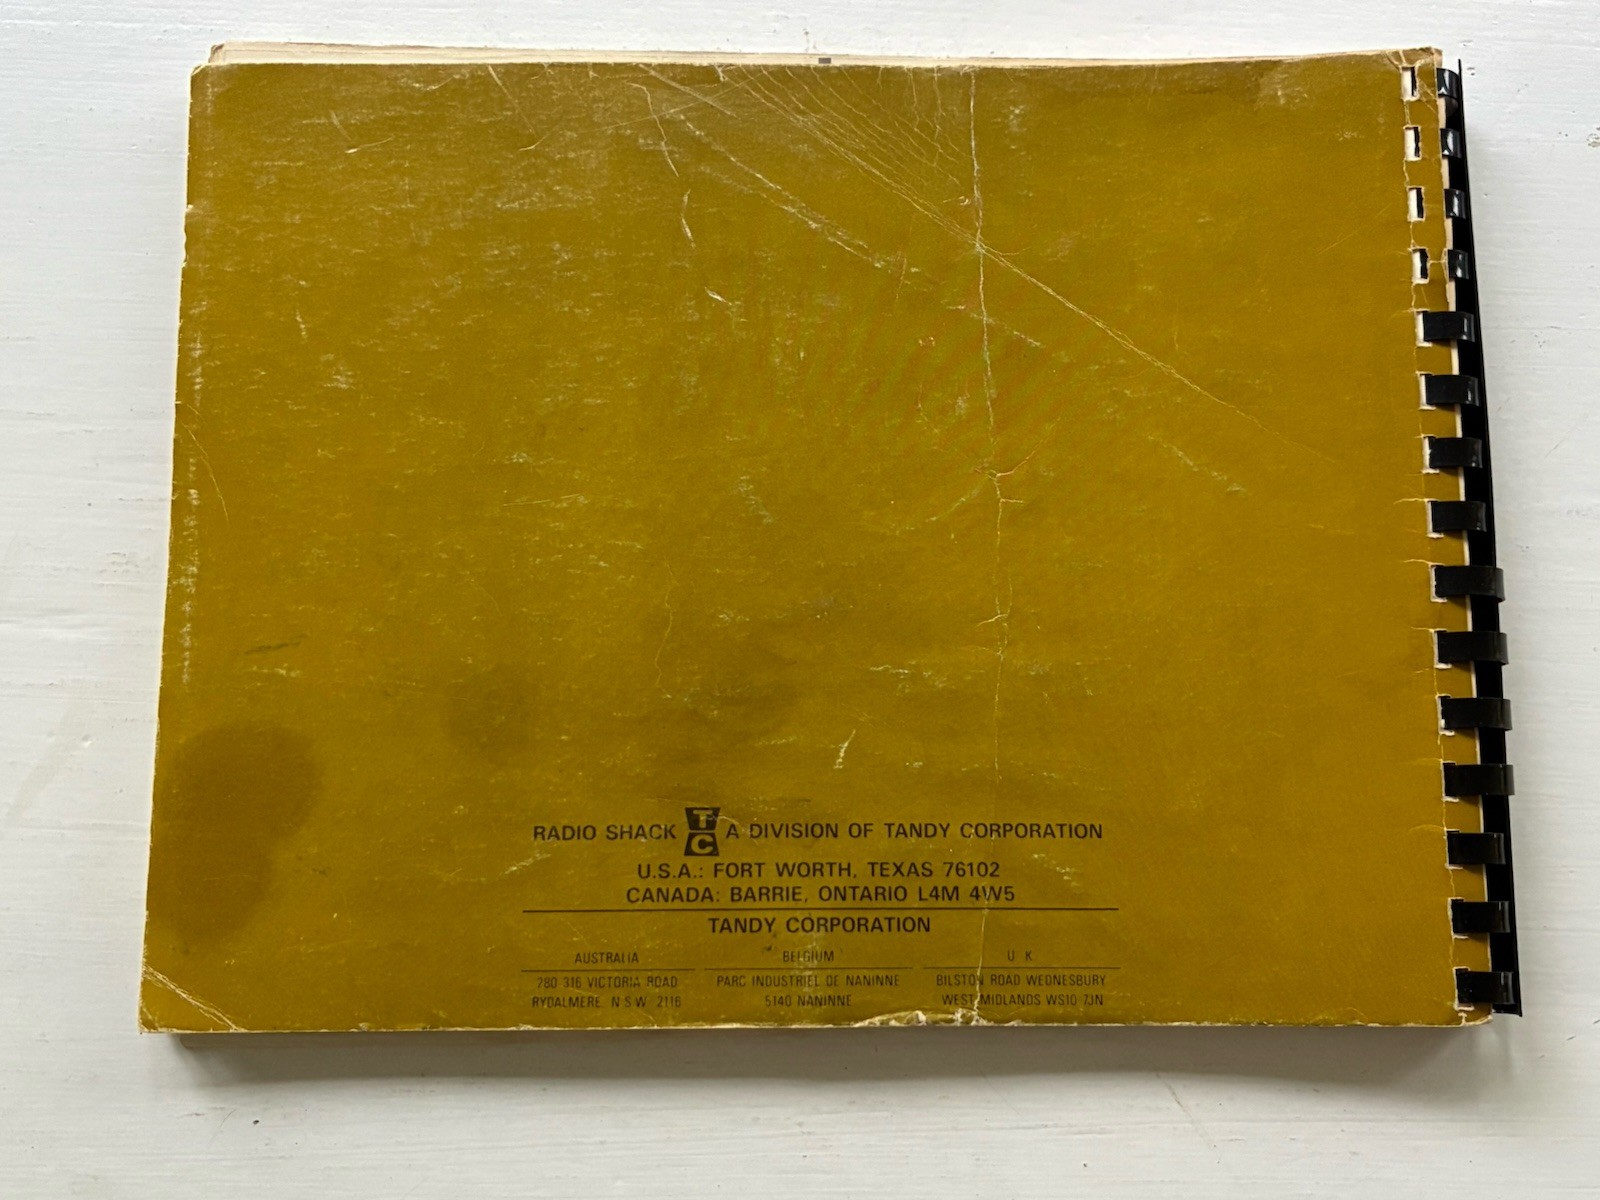 RADIO SHACK TC A DIVISION OF TANDY CORPORATION
U.S.A.: FORT WORTH, TEXAS 76102
CANADA: BARRIE, ONTARIO L4M 4W5
TANDY CORPORATION
AUSTRALIA BELGIUM U K
280 316 VICTORIA ROAD PARC INDUSTRIEL DE NANINNE BILSTON ROAD WEDNESBURY
RYDALMERE N S W 2116 5140 NANINNE WEST MIDLANDS WS10 7JN